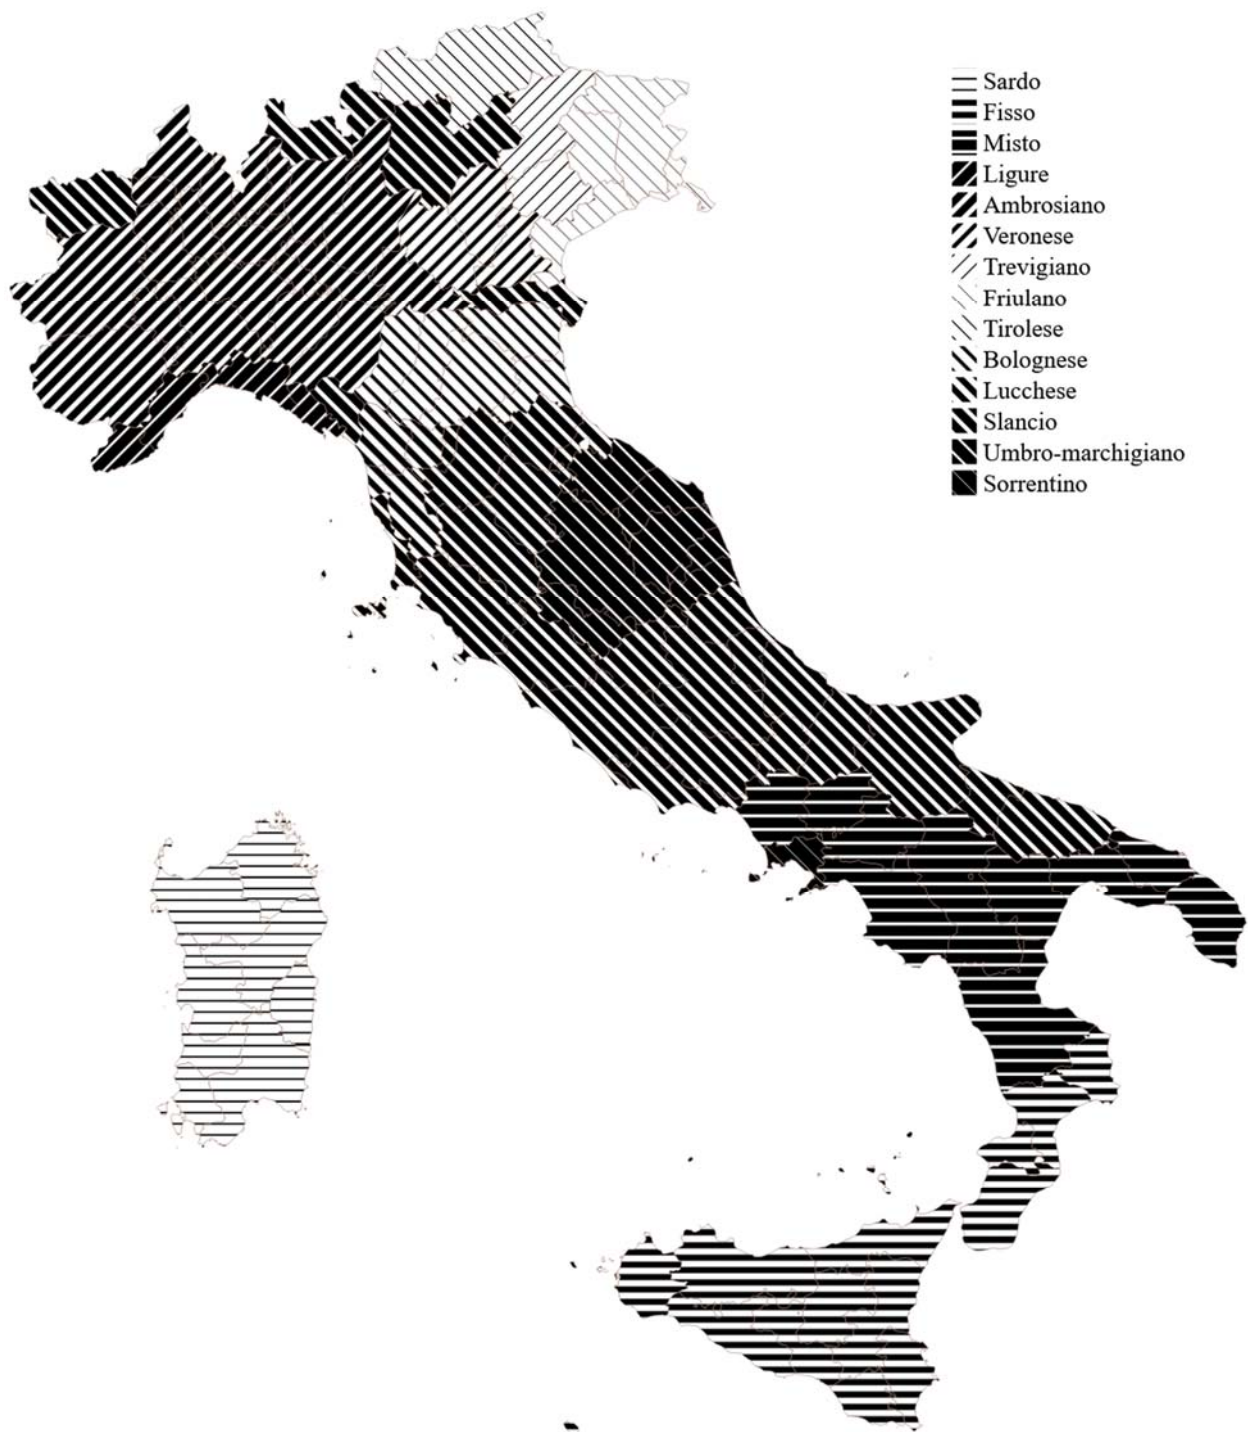 Sardo
Fisso
Misto
Ligure
Ambrosiano
Veronese
Trevigiano
Friulano
Tirolese
Bolognese
Lucchese
Slancio
Umbro-marchigiano
Sorrentino